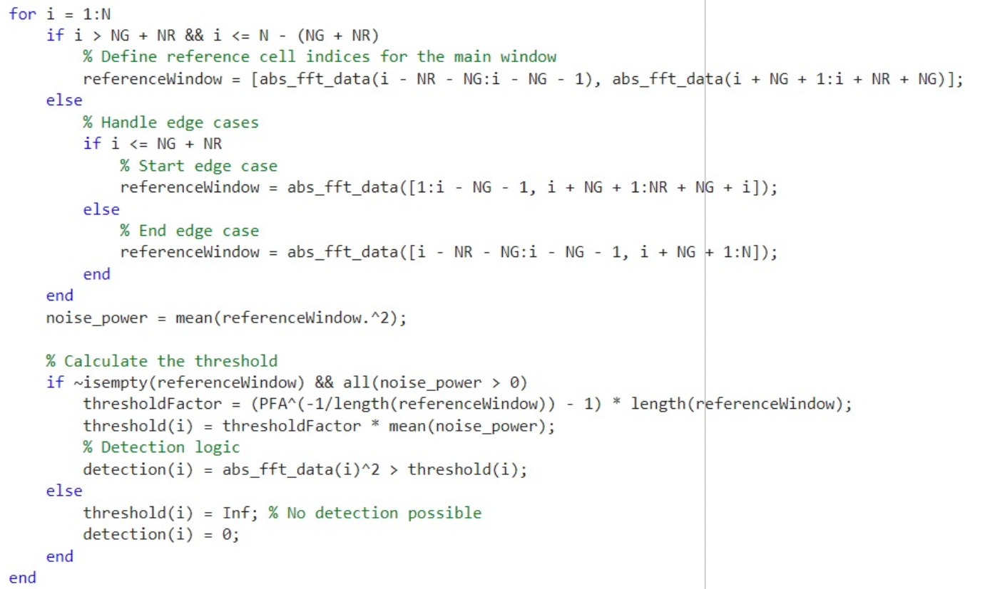 for i = 1:N
    if i > NG + NR && i <= N - (NG + NR)
        % Define reference cell indices for the main window
        referenceWindow = [abs_fft_data(i - NR - NG:i - NG - 1), abs_fft_data(i + NG + 1:i + NR + NG)];
    else
        % Handle edge cases
        if i <= NG + NR
            % Start edge case
            referenceWindow = abs_fft_data([1:i - NG - 1, i + NG + 1:NR + NG + i]);
        else
            % End edge case
            referenceWindow = abs_fft_data([i - NR - NG:i - NG - 1, i + NG + 1:N]);
        end
    end
    noise_power = mean(referenceWindow.^2);

    % Calculate the threshold
    if ~isempty(referenceWindow) && all(noise_power > 0)
        thresholdFactor = (PFA^(-1/length(referenceWindow)) - 1) * length(referenceWindow);
        threshold(i) = thresholdFactor * mean(noise_power);
        % Detection logic
        detection(i) = abs_fft_data(i)^2 > threshold(i);
    else
        threshold(i) = Inf; % No detection possible
        detection(i) = 0;
    end
end